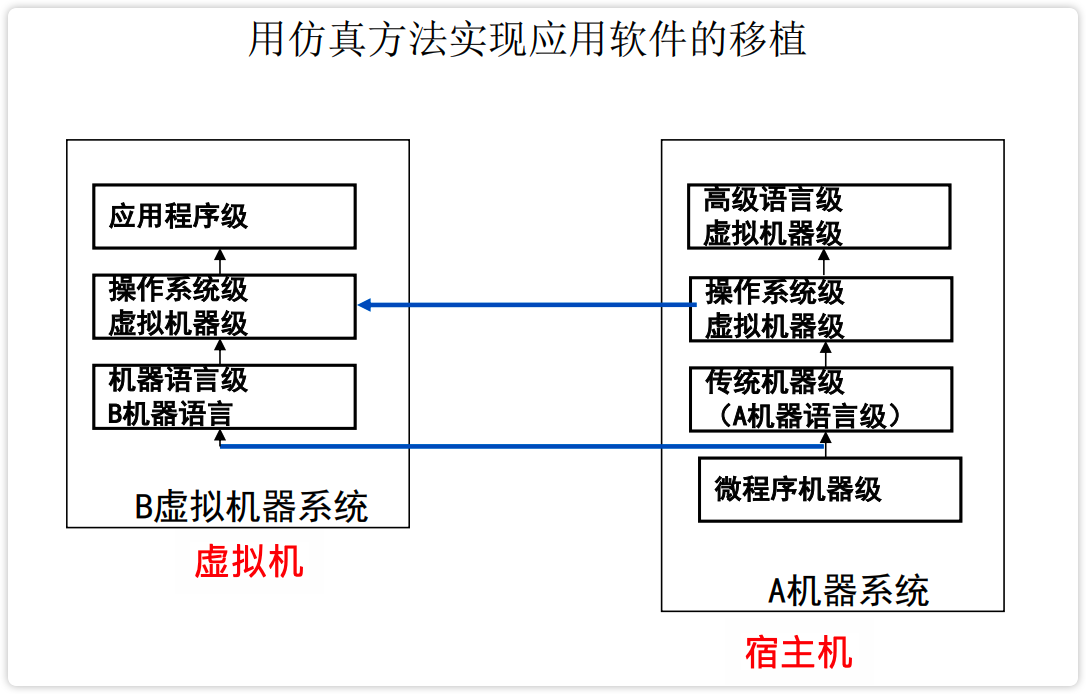 用仿真方法实现应用软件的移植
应用程序级
操作系统级
虚拟机器级
机器语言级
B机器语言
B虚拟机器系统
虚拟机
高级语言级
虚拟机器级
操作系统级
虚拟机器级
传统机器级
（A机器语言级）
微程序机器级
A机器系统
宿主机